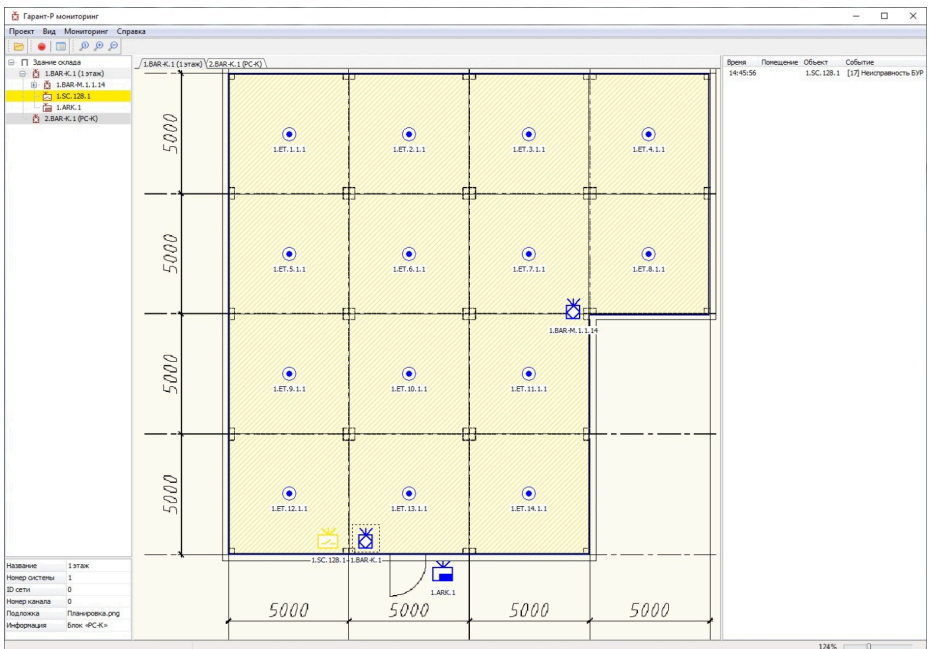 Гарант-Р мониторинг
Проект Вид Мониторинг Справка
Здание склада
1.BAR-K.1 (1 этаж)
1.BAR-M.1.1.14
1.SC.128.1
1.ARK.1
2.BAR-K.1 (РС-К)
1.BAR-K.1 (1 этаж) 2.BAR-K.1 (РС-К)
Время Помещение Объект Событие
14:45:56 1.SC.128.1 [17] Неисправность БУР
5000
1.ET.1.1.1 1.ET.2.1.1 1.ET.3.1.1 1.ET.4.1.1
5000
1.ET.5.1.1 1.ET.6.1.1 1.ET.7.1.1 1.ET.8.1.1
1.BAR-M.1.1.14
5000
1.ET.9.1.1 1.ET.10.1.1 1.ET.11.1.1
5000
1.ET.12.1.1 1.ET.13.1.1 1.ET.14.1.1
1.SC.128.1 1.BAR-K.1
1.ARK.1
5000 5000 5000 5000
Название 1 этаж
Номер системы 1
ID сети 0
Номер канала 0
Подложка Планировка.png
Информация Блок «РС-К»
124%